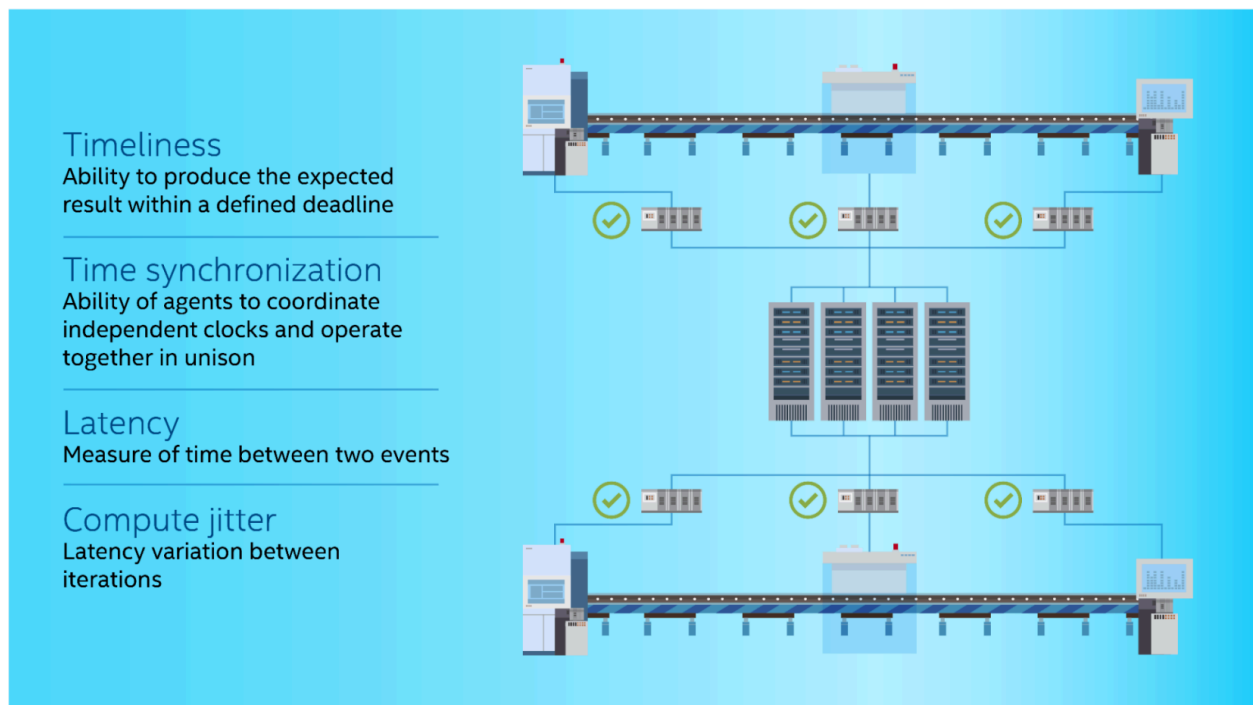 Timeliness
Ability to produce the expected
result within a defined deadline
Time synchronization
Ability of agents to coordinate
independent clocks and operate
together in unison
Latency
Measure of time between two events
Compute jitter
Latency variation between
iterations